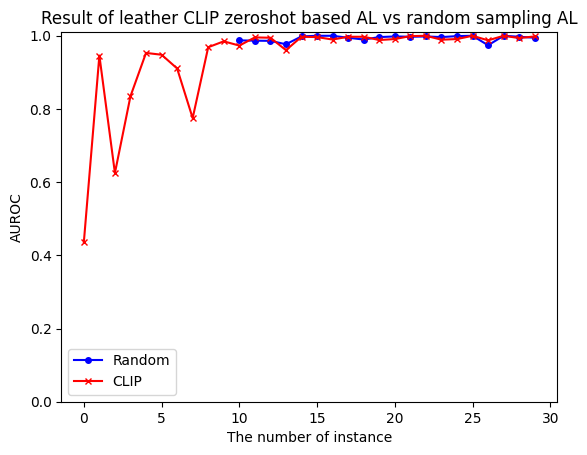 Result of leather CLIP zeroshot based AL vs random sampling AL
1.0
0.8
0.6
0.4
0.2
0.0
AUROC
Random
CLIP
0 5 10 15 20 25 30
The number of instance